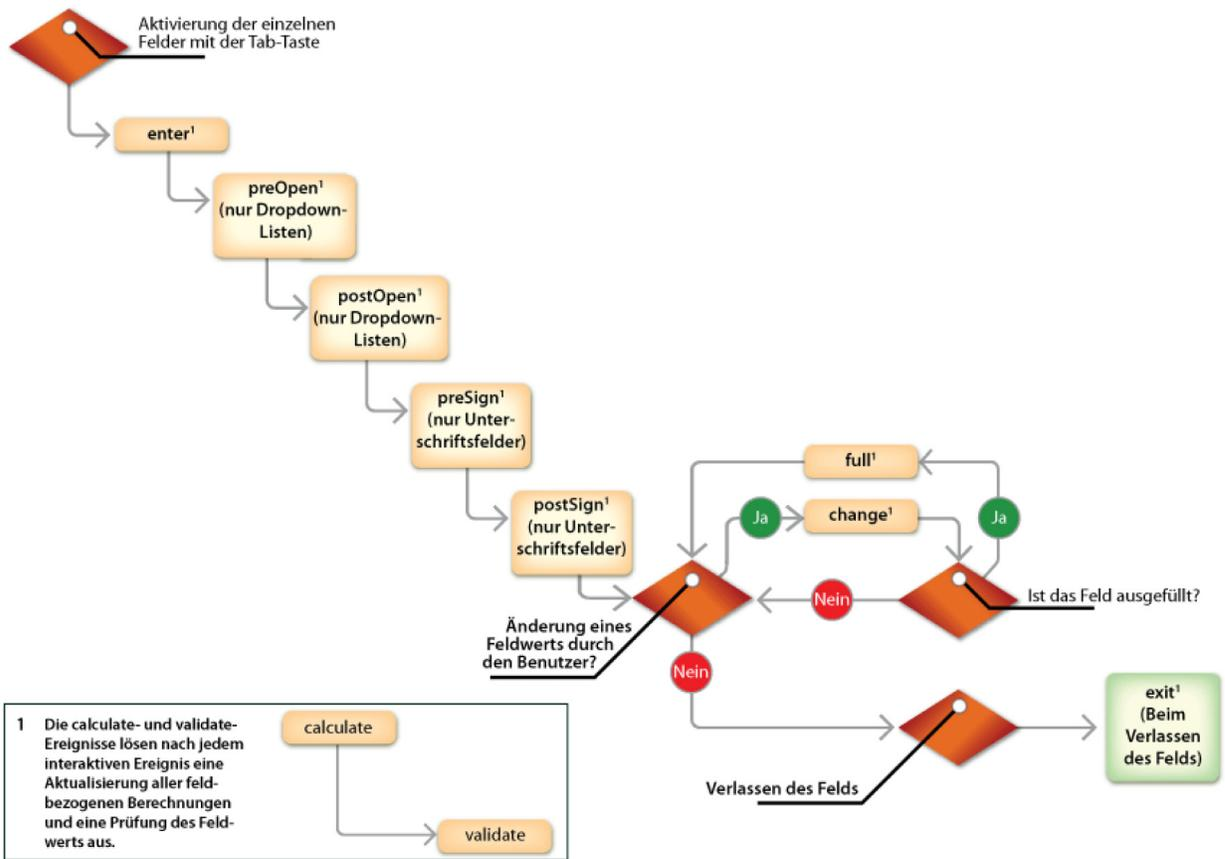 Aktivierung der einzelnen
Felder mit der Tab-Taste
enter¹
preOpen¹
(nur Dropdown-
Listen)
postOpen¹
(nur Dropdown-
Listen)
preSign¹
(nur Unter-
schriftsfelder)
postSign¹
(nur Unter-
schriftsfelder)
full¹
Ja
change¹
Ja
Nein
Ist das Feld ausgefüllt?
Änderung eines
Feldwerts durch
den Benutzer?
Nein
exit¹
(Beim
Verlassen
des Felds)
Verlassen des Felds
1 Die calculate- und validate-
Ereignisse lösen nach jedem
interaktiven Ereignis eine
Aktualisierung aller feld-
bezogenen Berechnungen
und eine Prüfung des Feld-
werts aus.
calculate
validate